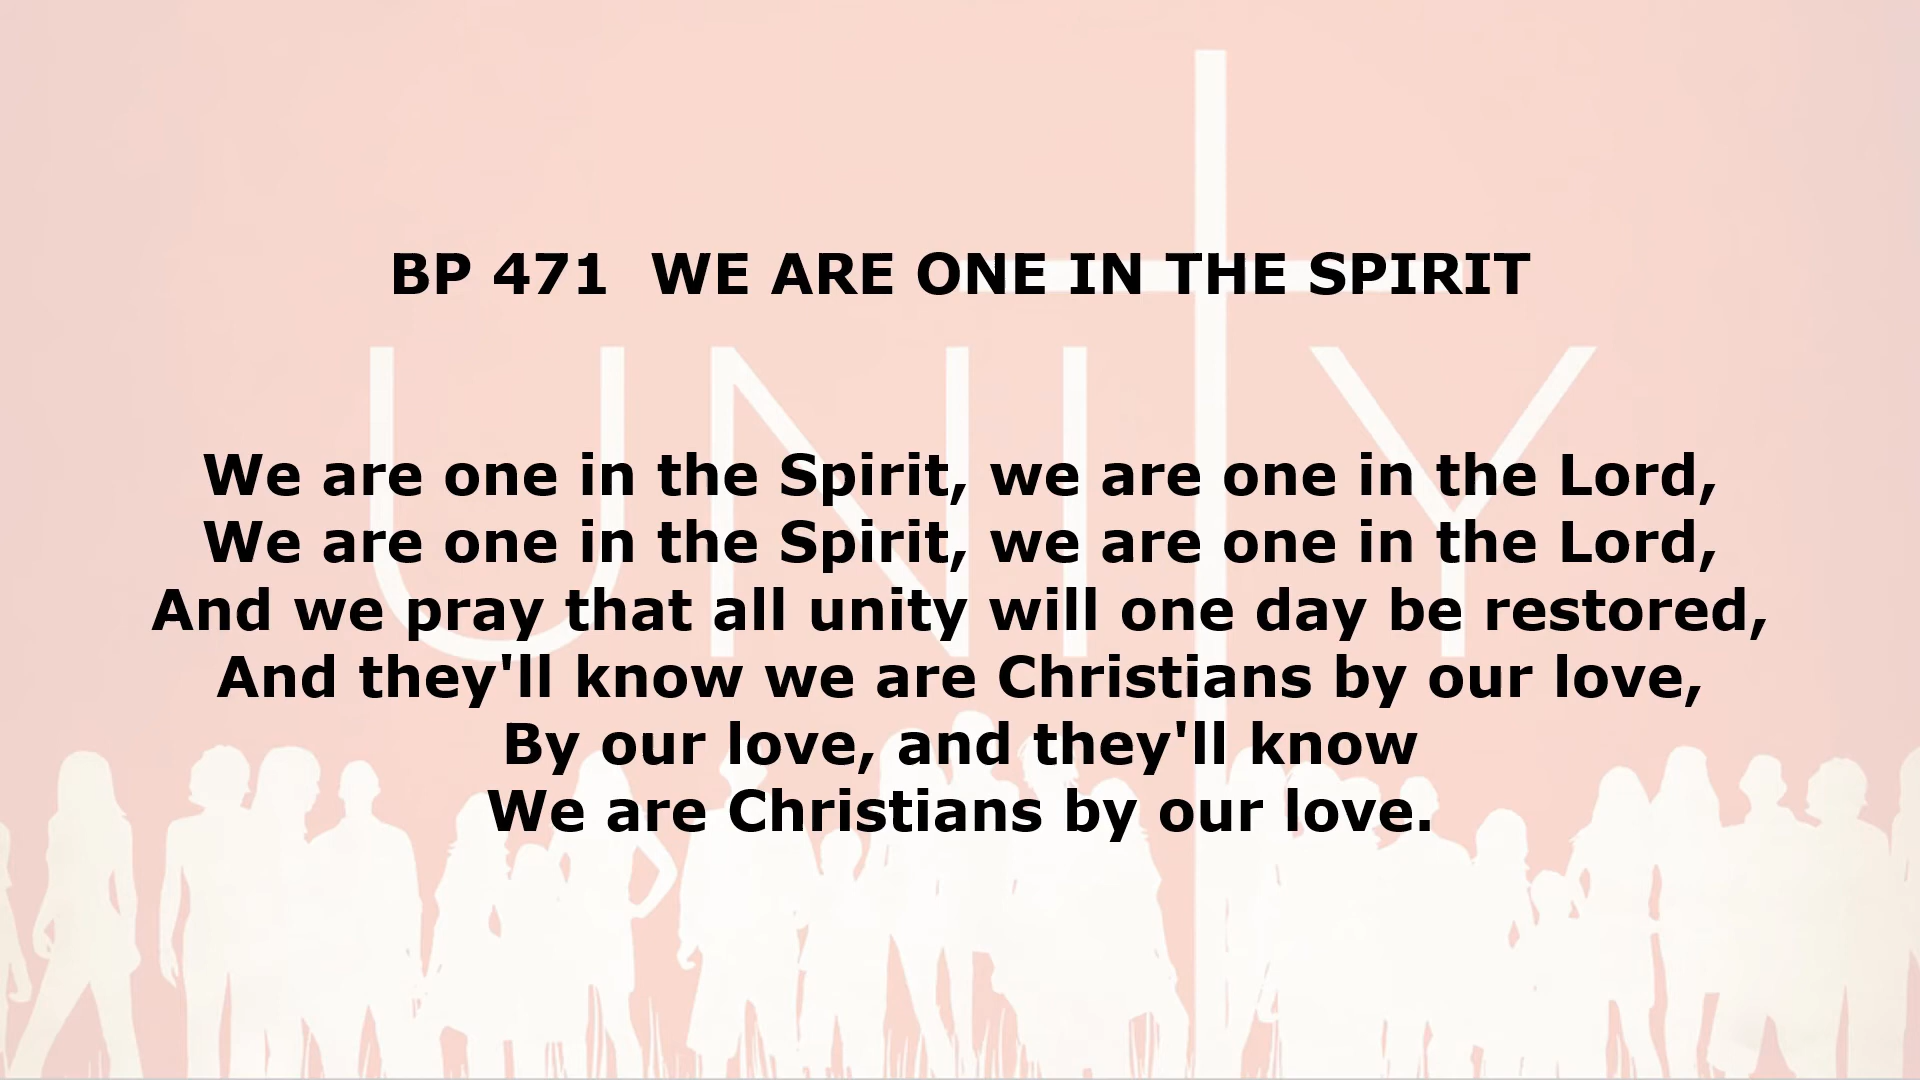 BP 471  WE ARE ONE IN THE SPIRIT
UNITY
We are one in the Spirit, we are one in the Lord,
We are one in the Spirit, we are one in the Lord,
And we pray that all unity will one day be restored,
And they'll know we are Christians by our love,
By our love, and they'll know
We are Christians by our love.